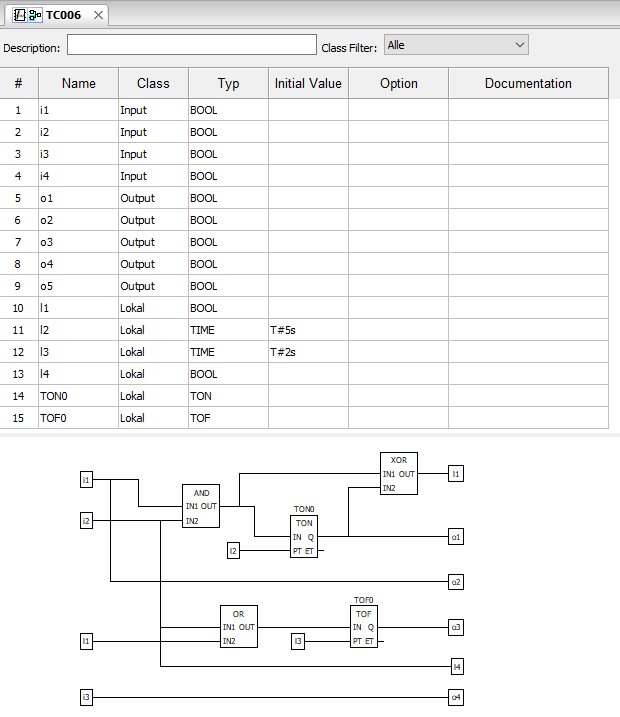 TC006
Description: Class Filter: Alle
# Name Class Typ Initial Value Option Documentation
1 i1 Input BOOL
2 i2 Input BOOL
3 i3 Input BOOL
4 i4 Input BOOL
5 o1 Output BOOL
6 o2 Output BOOL
7 o3 Output BOOL
8 o4 Output BOOL
9 o5 Output BOOL
10 l1 Lokal BOOL
11 l2 Lokal TIME T#5s
12 l3 Lokal TIME T#2s
13 l4 Lokal BOOL
14 TON0 Lokal TON
15 TOF0 Lokal TOF
XOR
i1 IN1 OUT l1
AND IN2
IN1 OUT TON0
i2 IN2 TON
IN Q o1
l2 PT ET
o2
TOF0
OR TOF
IN1 OUT IN Q o3
l1 IN2 l3 PT ET
l4
i3 o4